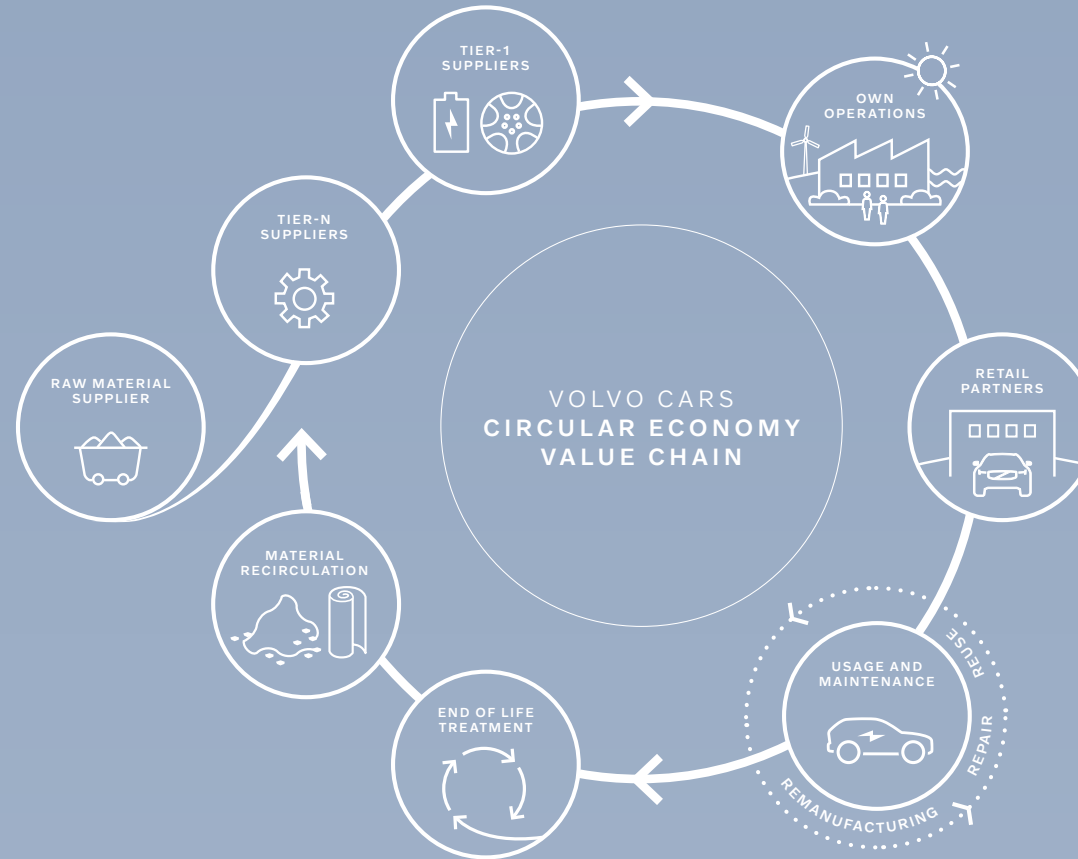 TIER-1
SUPPLIERS
OWN
OPERATIONS
TIER-N
SUPPLIERS
RAW MATERIAL
SUPPLIER
RETAIL
PARTNERS
VOLVO CARS
CIRCULAR ECONOMY
VALUE CHAIN
MATERIAL
RECIRCULATION
USAGE AND
MAINTENANCE
REUSE
REPAIR
REMANUFACTURING
END OF LIFE
TREATMENT